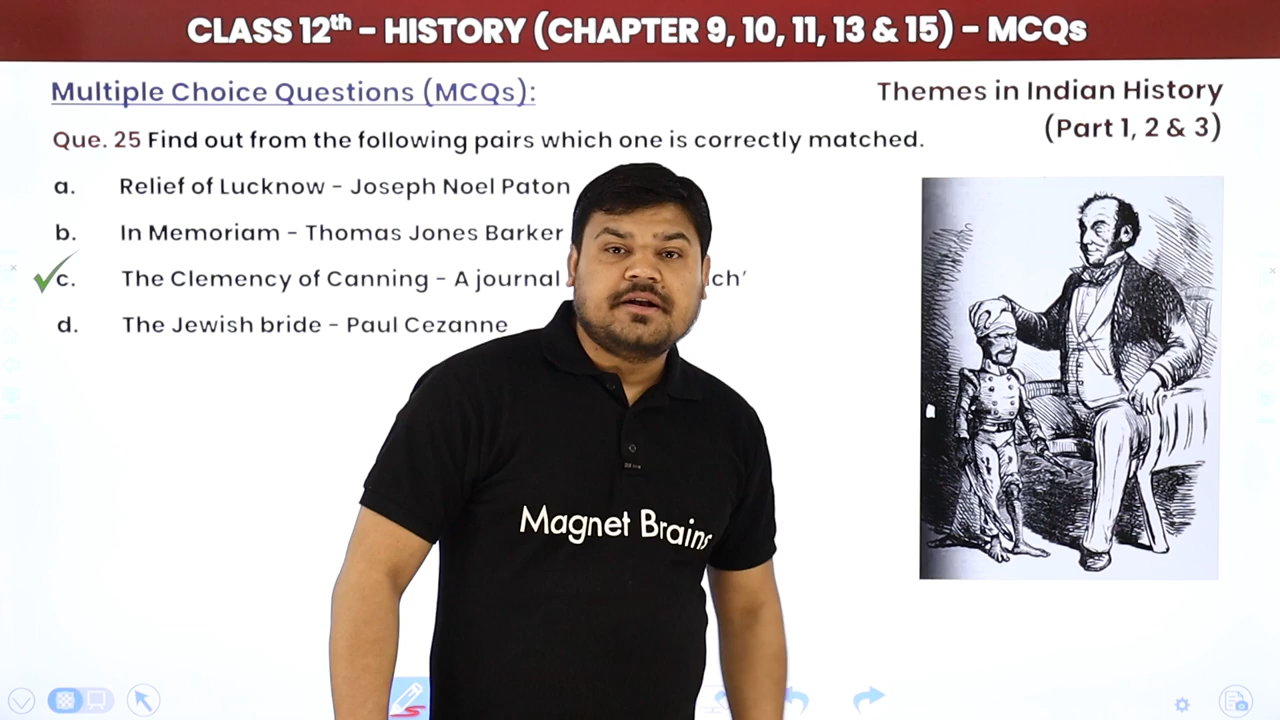 CLASS 12th - HISTORY (CHAPTER 9, 10, 11, 13 & 15) - MCQs
Multiple Choice Questions (MCQs):
Themes in Indian History
(Part 1, 2 & 3)
Que. 25 Find out from the following pairs which one is correctly matched.
a. Relief of Lucknow - Joseph Noel Paton
b. In Memoriam - Thomas Jones Barker
c. The Clemency of Canning - A journal
d. The Jewish bride - Paul Cezanne
Magnet Brains